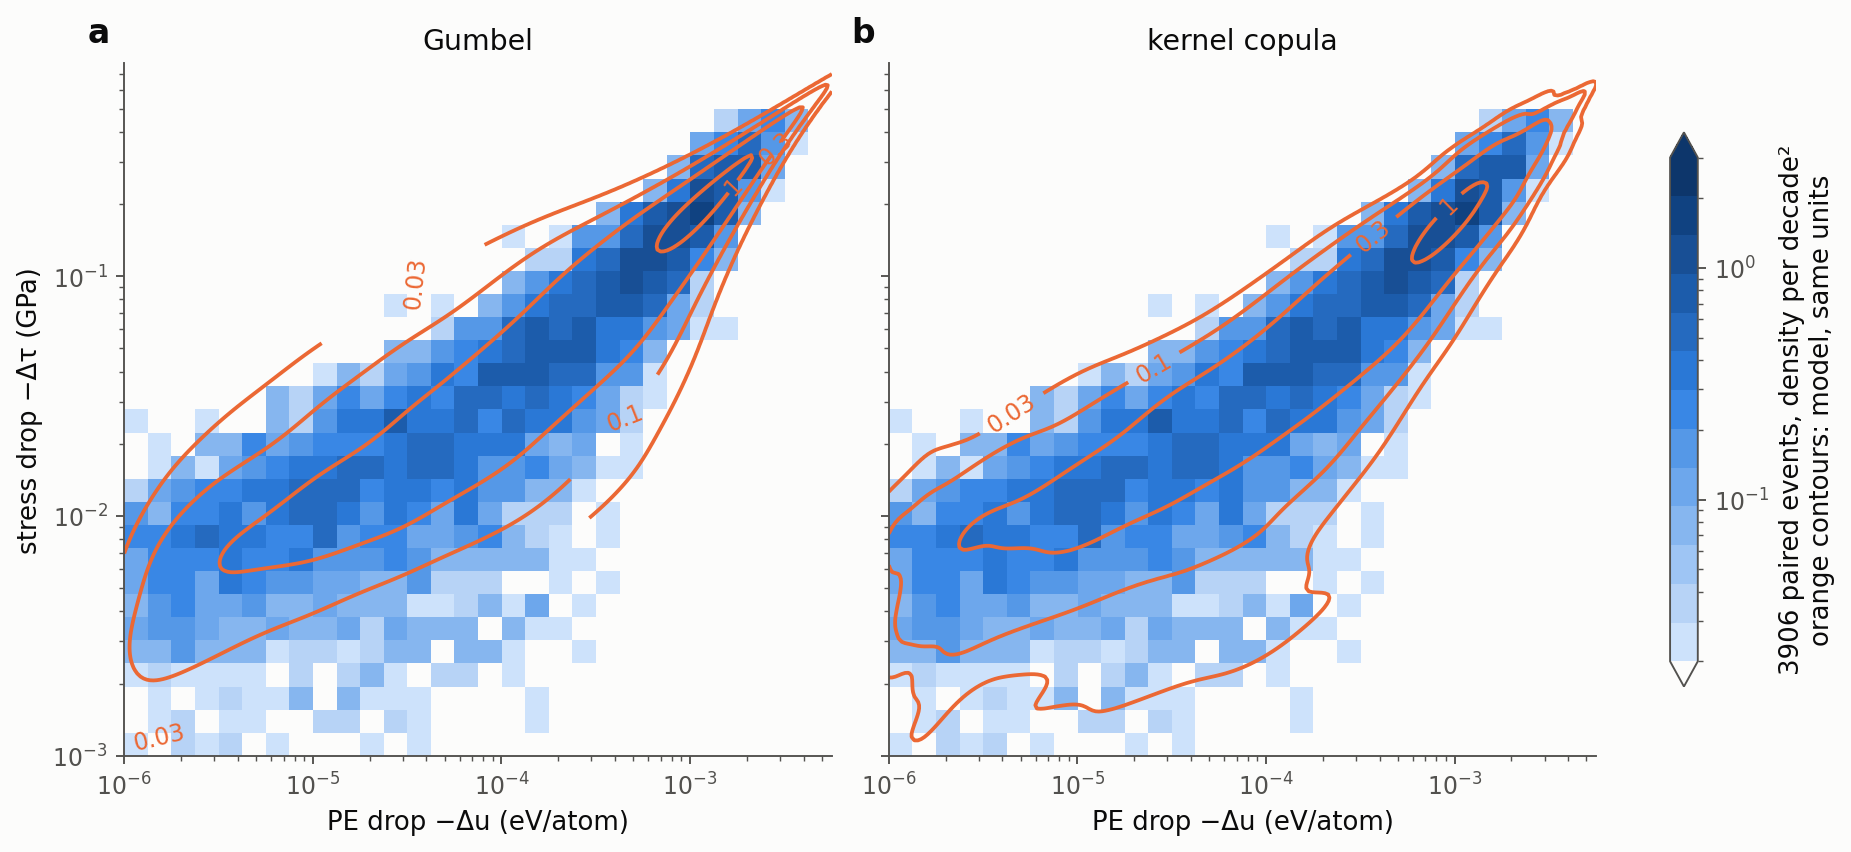 a
Gumbel
b
kernel copula
stress drop −Δτ (GPa)
10⁻¹
10⁻²
10⁻³
10⁻⁶
10⁻⁵
10⁻⁴
10⁻³
PE drop −Δu (eV/atom)
0.03
0.03
0.1
0.3
1
10⁻⁶
10⁻⁵
10⁻⁴
10⁻³
PE drop −Δu (eV/atom)
0.03
0.1
0.3
1
10⁰
10⁻¹
3906 paired events, density per decade²
orange contours: model, same units